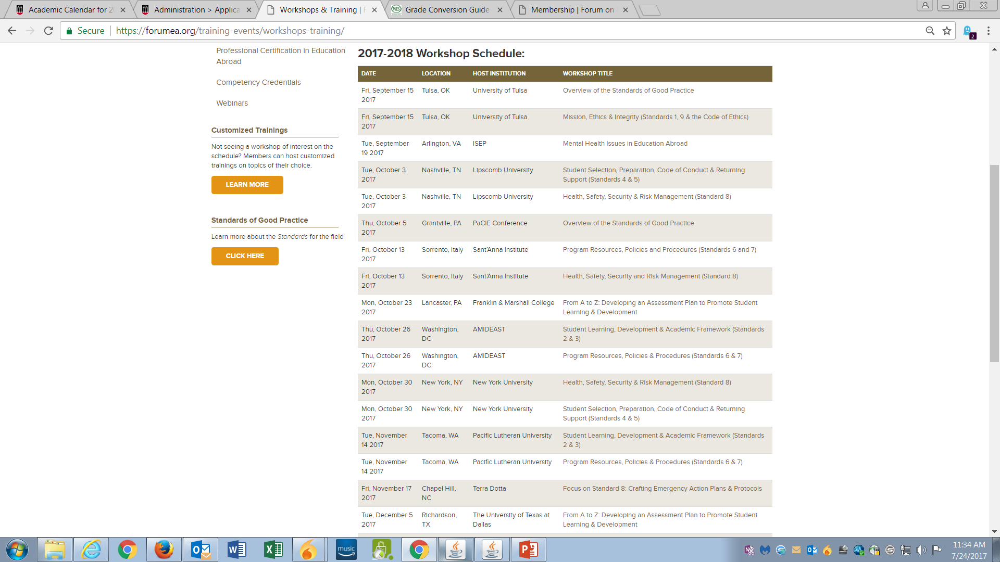 Academic Calendar for 2
Administration > Applica
Workshops & Training | F
WES
Grade Conversion Guide
Membership | Forum on
Secure
https://forumea.org/training-events/workshops-training/
2
Professional Certification in Education
Abroad
Competency Credentials
Webinars
Customized Trainings
Not seeing a workshop of interest on the
schedule? Members can host customized
trainings on topics of their choice.
LEARN MORE
Standards of Good Practice
Learn more about the Standards for the field
CLICK HERE
2017-2018 Workshop Schedule:
DATE LOCATION HOST INSTITUTION WORKSHOP TITLE
Fri, September 15 Tulsa, OK University of Tulsa Overview of the Standards of Good Practice
2017
Fri, September 15 Tulsa, OK University of Tulsa Mission, Ethics & Integrity (Standards 1, 9 & the Code of Ethics)
2017
Tue, September Arlington, VA ISEP Mental Health Issues in Education Abroad
19 2017
Tue, October 3 Nashville, TN Lipscomb University Student Selection, Preparation, Code of Conduct & Returning
2017 Support (Standards 4 & 5)
Tue, October 3 Nashville, TN Lipscomb University Health, Safety, Security & Risk Management (Standard 8)
2017
Thu, October 5 Grantville, PA PaCIE Conference Overview of the Standards of Good Practice
2017
Fri, October 13 Sorrento, Italy Sant'Anna Institute Program Resources, Policies and Procedures (Standards 6 and 7)
2017
Fri, October 13 Sorrento, Italy Sant'Anna Institute Health, Safety, Security and Risk Management (Standard 8)
2017
Mon, October 23 Lancaster, PA Franklin & Marshall College From A to Z: Developing an Assessment Plan to Promote Student
2017 Learning & Development
Thu, October 26 Washington, AMIDEAST Student Learning, Development & Academic Framework (Standards
2017 DC 2 & 3)
Thu, October 26 Washington, AMIDEAST Program Resources, Policies & Procedures (Standards 6 & 7)
2017 DC
Mon, October 30 New York, NY New York University Health, Safety, Security & Risk Management (Standard 8)
2017
Mon, October 30 New York, NY New York University Student Selection, Preparation, Code of Conduct & Returning
2017 Support (Standards 4 & 5)
Tue, November Tacoma, WA Pacific Lutheran University Student Learning, Development & Academic Framework (Standards
14 2017 2 & 3)
Tue, November Tacoma, WA Pacific Lutheran University Program Resources, Policies & Procedures (Standards 6 & 7)
14 2017
Fri, November 17 Chapel Hill, Terra Dotta Focus on Standard 8: Crafting Emergency Action Plans & Protocols
2017 NC
Tue, December 5 Richardson, The University of Texas at From A to Z: Developing an Assessment Plan to Promote Student
2017 TX Dallas Learning & Development
music
11:34 AM
7/24/2017